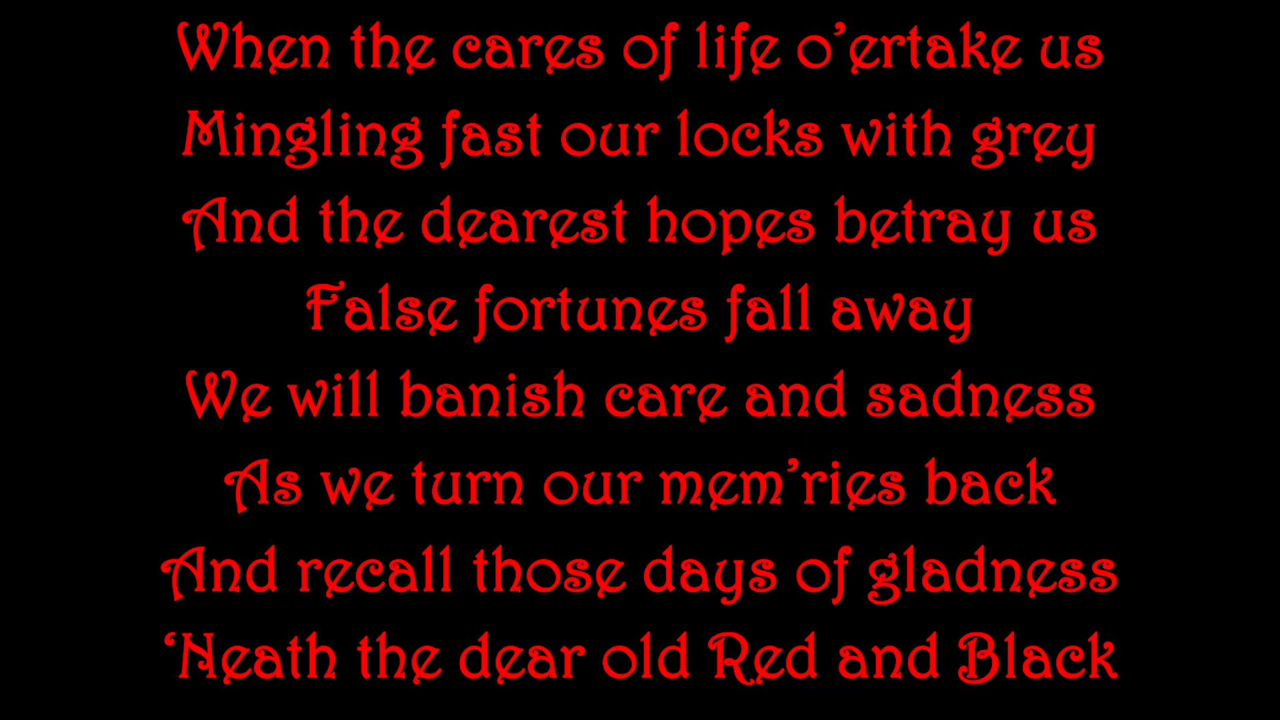 When the cares of life o’ertake us
Mingling fast our locks with grey
And the dearest hopes betray us
False fortunes fall away
We will banish care and sadness
As we turn our mem’ries back
And recall those days of gladness
‘Neath the dear old Red and Black